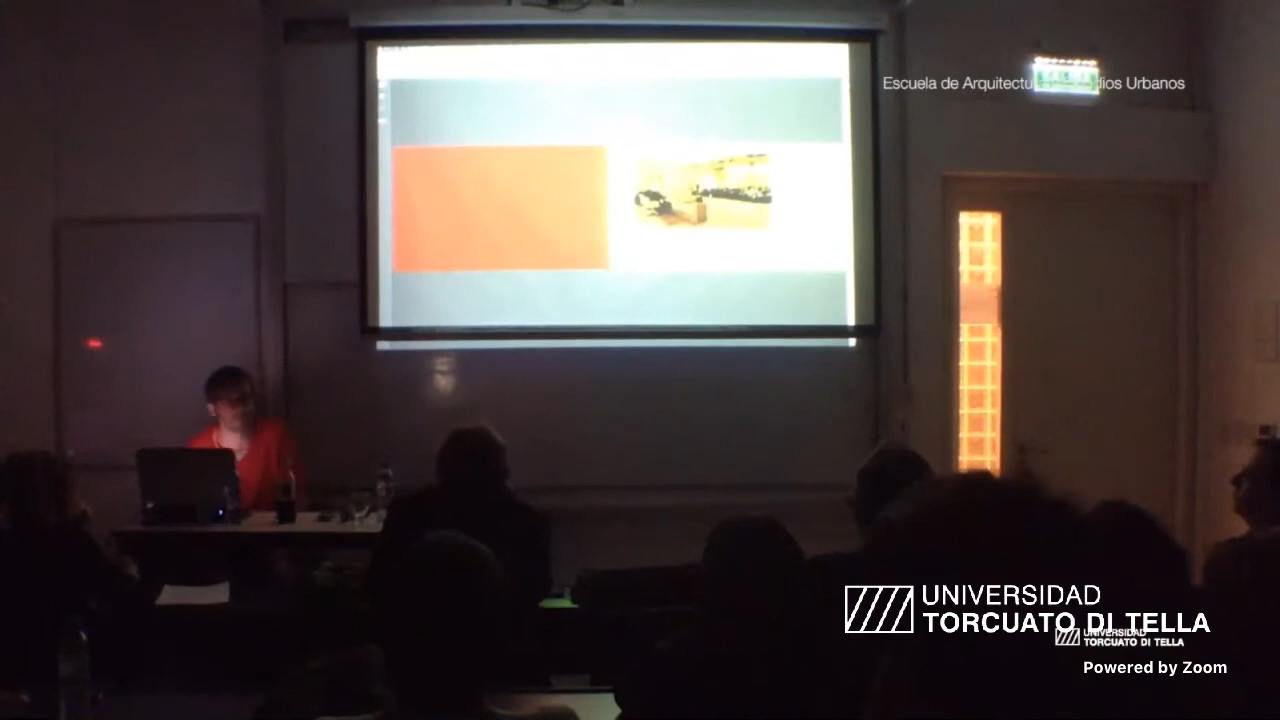 Escuela de Arquitectu dios Urbanos
UNIVERSIDAD
TORCUATO DI TELLA
UNIVERSIDAD
TORCUATO DI TELLA
Powered by Zoom